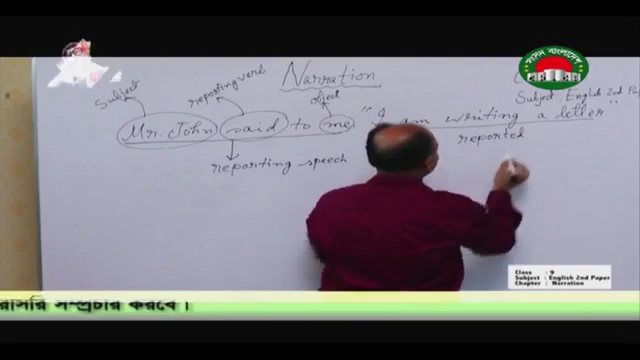 সংসদ বাংলাদেশ
Narration
Subject
reporting verb
object
Subject, English 2nd Pa
Mr. John said to me, "I am writing a letter"
reporting speech
reported
Class : 9
Subject : English 2nd Paper
Chapter : Narration
রাসরি সম্প্রচার করবে।